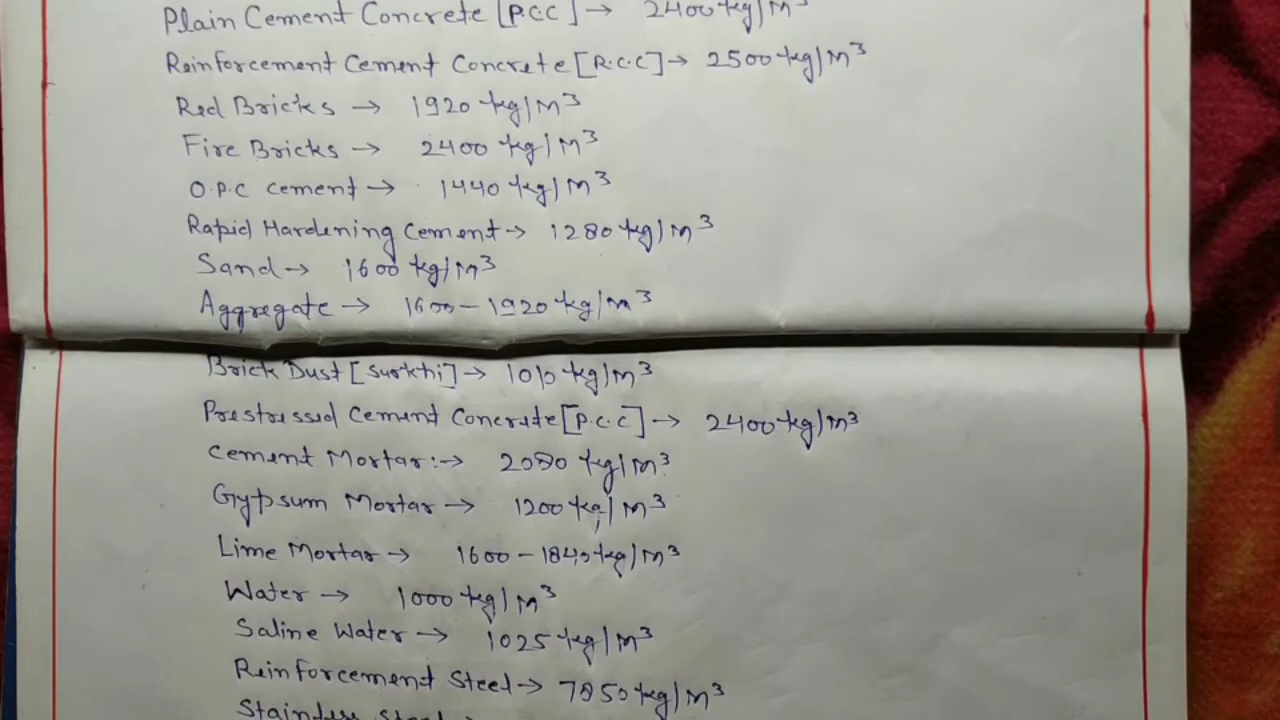 Plain Cement Concrete [P.C.C] → 2400 kg/m³
Reinforcement Cement Concrete [R.C.C] → 2500 kg/m³
Red Bricks → 1920 kg/m³
Fire Bricks → 2400 kg/m³
O.P.C cement → 1440 kg/m³
Rapid Hardening Cement → 1280 kg/m³
Sand → 1600 kg/m³
Aggregate → 1600 – 1920 kg/m³
Brick Dust [Surkhi] → 1010 kg/m³
Prestressed Cement Concrete [P.C.C] → 2400 kg/m³
Cement Mortar :→ 2080 kg/m³
Gypsum Mortar → 1200 kg/m³
Lime Mortar → 1600 – 1840 kg/m³
Water → 1000 kg/m³
Saline Water → 1025 kg/m³
Reinforcement Steel → 7850 kg/m³
Stainless Steel